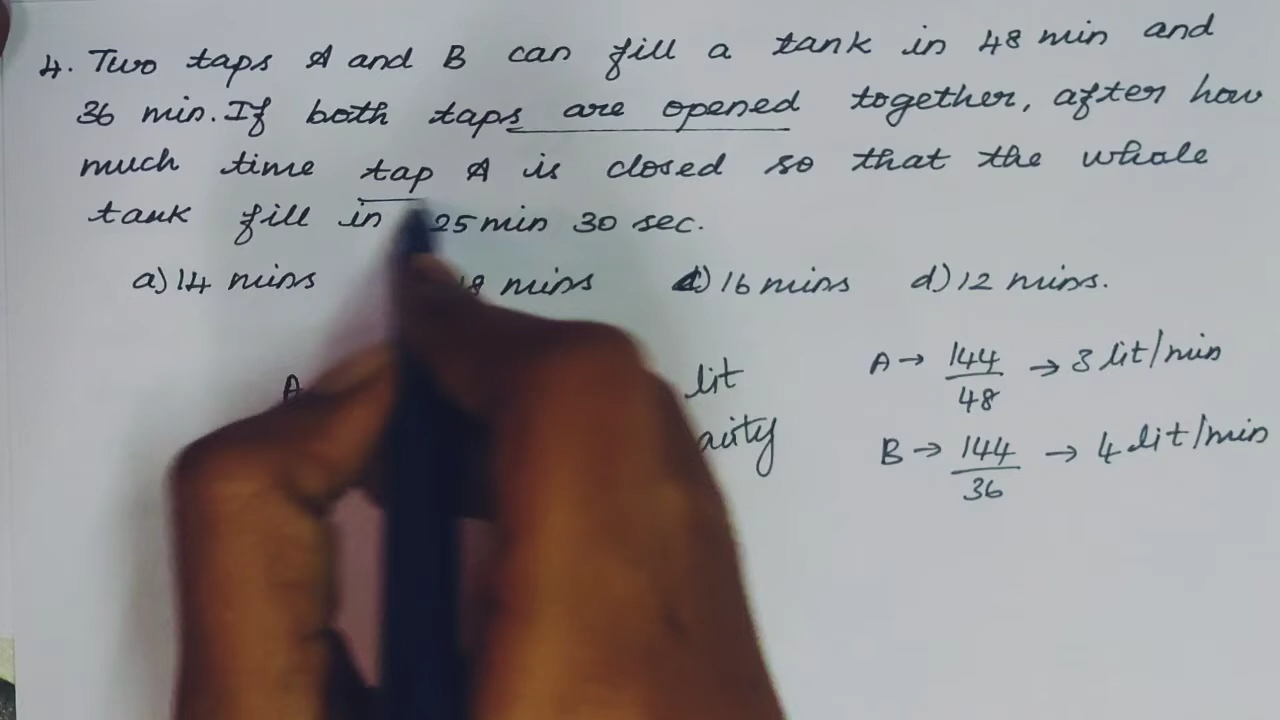 4. Two taps A and B can fill a tank in 48 min and
36 min. If both taps are opened together, after how
much time tap A is closed so that the whole
tank fill in 25 min 30 sec.
a) 14 mins 18 mins c) 16 mins d) 12 mins.
A → 144/48 → 3 lit/min
A lit
B → 144/36 → 4 lit/min